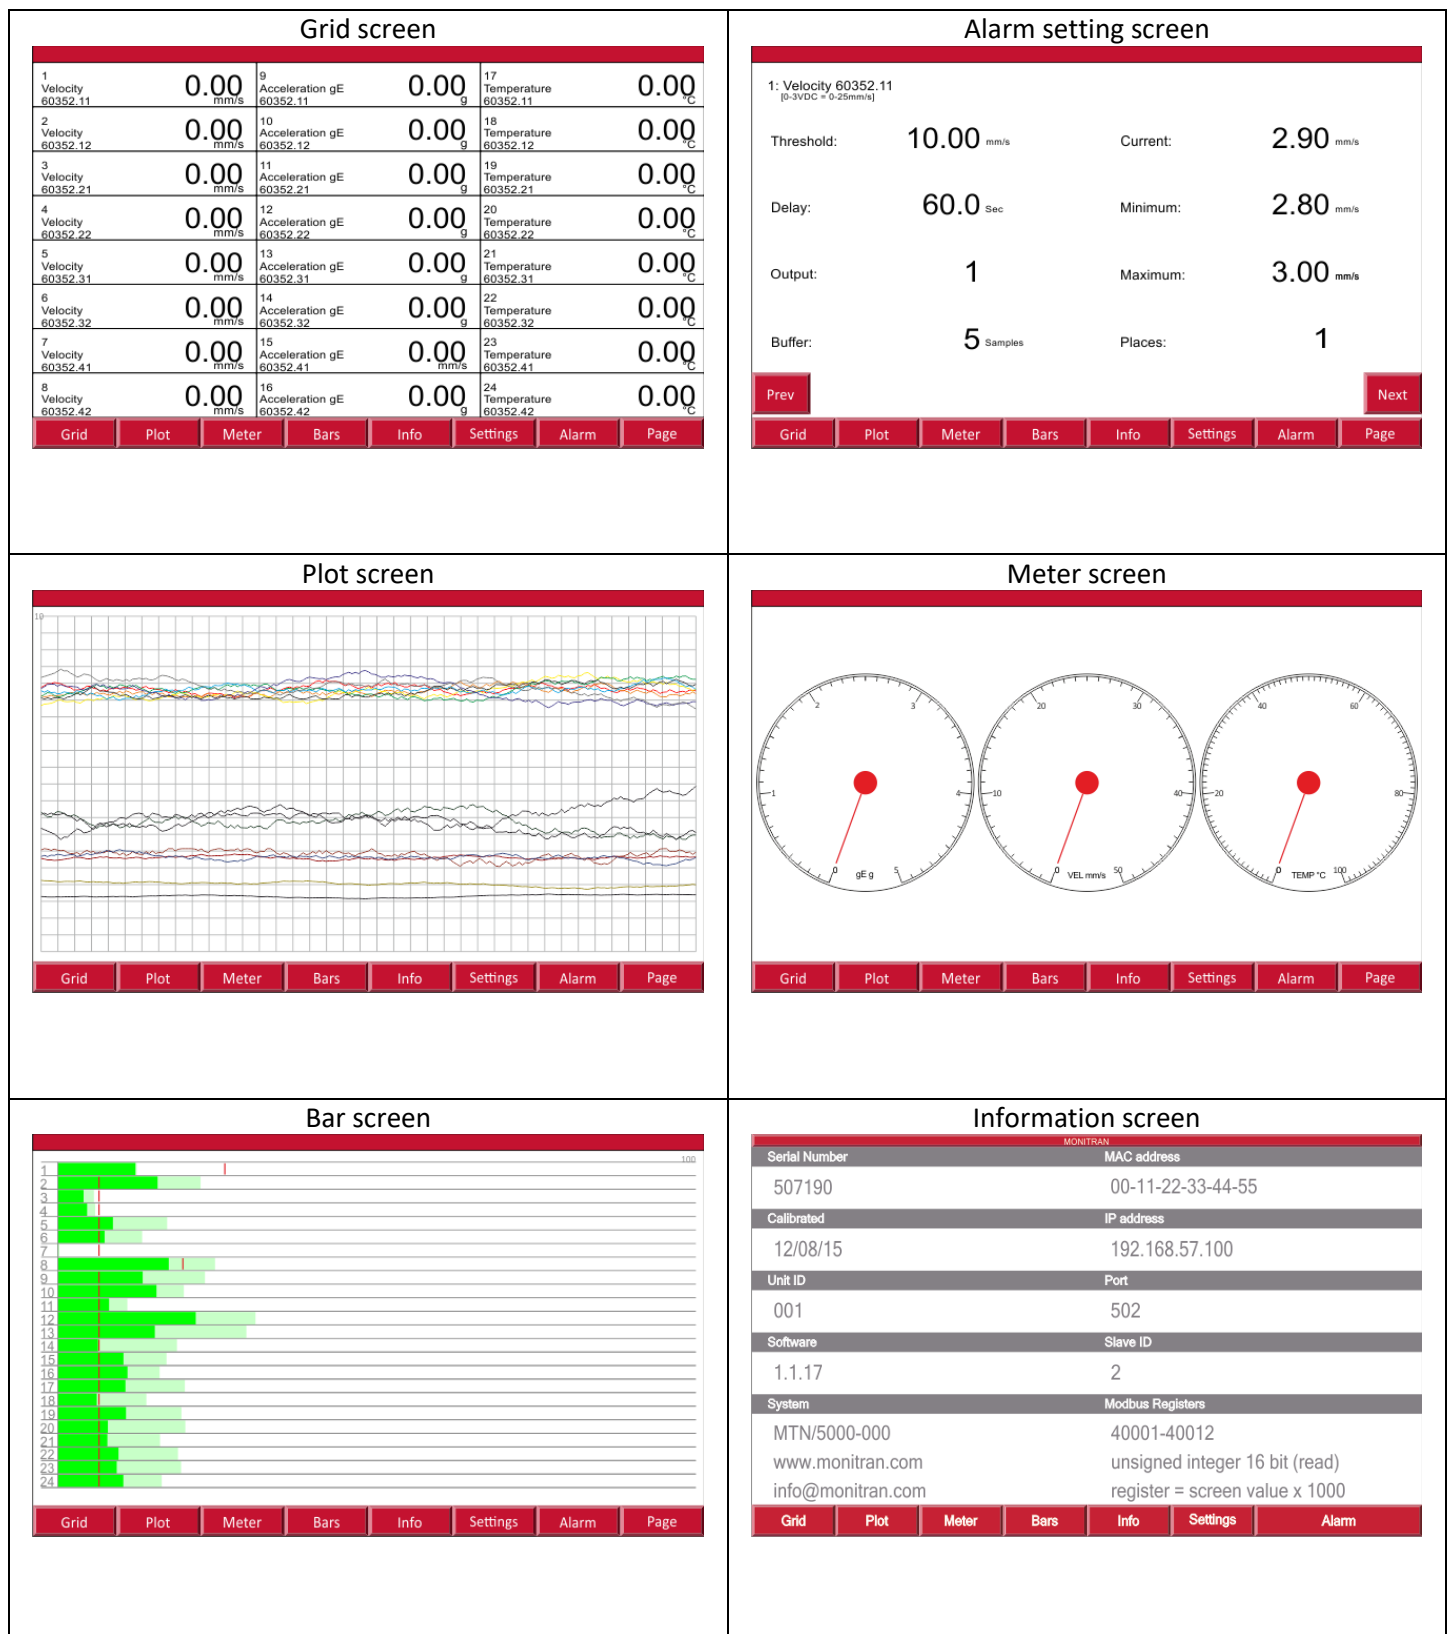 Grid screen
1
Velocity
60352.11
0.00
mm/s
9
Acceleration gE
60352.11
0.00
g
17
Temperature
60352.11
0.00
°C
2
Velocity
60352.12
0.00
mm/s
10
Acceleration gE
60352.12
0.00
g
18
Temperature
60352.12
0.00
°C
3
Velocity
60352.21
0.00
mm/s
11
Acceleration gE
60352.21
0.00
g
19
Temperature
60352.21
0.00
°C
4
Velocity
60352.22
0.00
mm/s
12
Acceleration gE
60352.22
0.00
g
20
Temperature
60352.22
0.00
°C
5
Velocity
60352.31
0.00
mm/s
13
Acceleration gE
60352.31
0.00
g
21
Temperature
60352.31
0.00
°C
6
Velocity
60352.32
0.00
mm/s
14
Acceleration gE
60352.32
0.00
g
22
Temperature
60352.32
0.00
°C
7
Velocity
60352.41
0.00
mm/s
15
Acceleration gE
60352.41
0.00
mm/s
23
Temperature
60352.41
0.00
°C
8
Velocity
60352.42
0.00
mm/s
16
Acceleration gE
60352.42
0.00
g
24
Temperature
60352.42
0.00
°C
Grid Plot Meter Bars Info Settings Alarm Page
Alarm setting screen
1: Velocity 60352.11
[0-3VDC = 0-25mm/s]
Threshold: 10.00 mm/s Current: 2.90 mm/s
Delay: 60.0 Sec Minimum: 2.80 mm/s
Output: 1 Maximum: 3.00 mm/s
Buffer: 5 Samples Places: 1
Prev Next
Grid Plot Meter Bars Info Settings Alarm Page
Plot screen
10
Grid Plot Meter Bars Info Settings Alarm Page
Meter screen
0 1 2 3 4 5
gE g
0 10 20 30 40 50
VEL mm/s
0 20 40 60 80 100
TEMP °C
Grid Plot Meter Bars Info Settings Alarm Page
Bar screen
100
1
2
3
4
5
6
7
8
9
10
11
12
13
14
15
16
17
18
19
20
21
22
23
24
Grid Plot Meter Bars Info Settings Alarm Page
Information screen
MONITRAN
Serial Number MAC address
507190 00-11-22-33-44-55
Calibrated IP address
12/08/15 192.168.57.100
Unit ID Port
001 502
Software Slave ID
1.1.17 2
System Modbus Registers
MTN/5000-000 40001-40012
www.monitran.com unsigned integer 16 bit (read)
info@monitran.com register = screen value x 1000
Grid Plot Meter Bars Info Settings Alarm